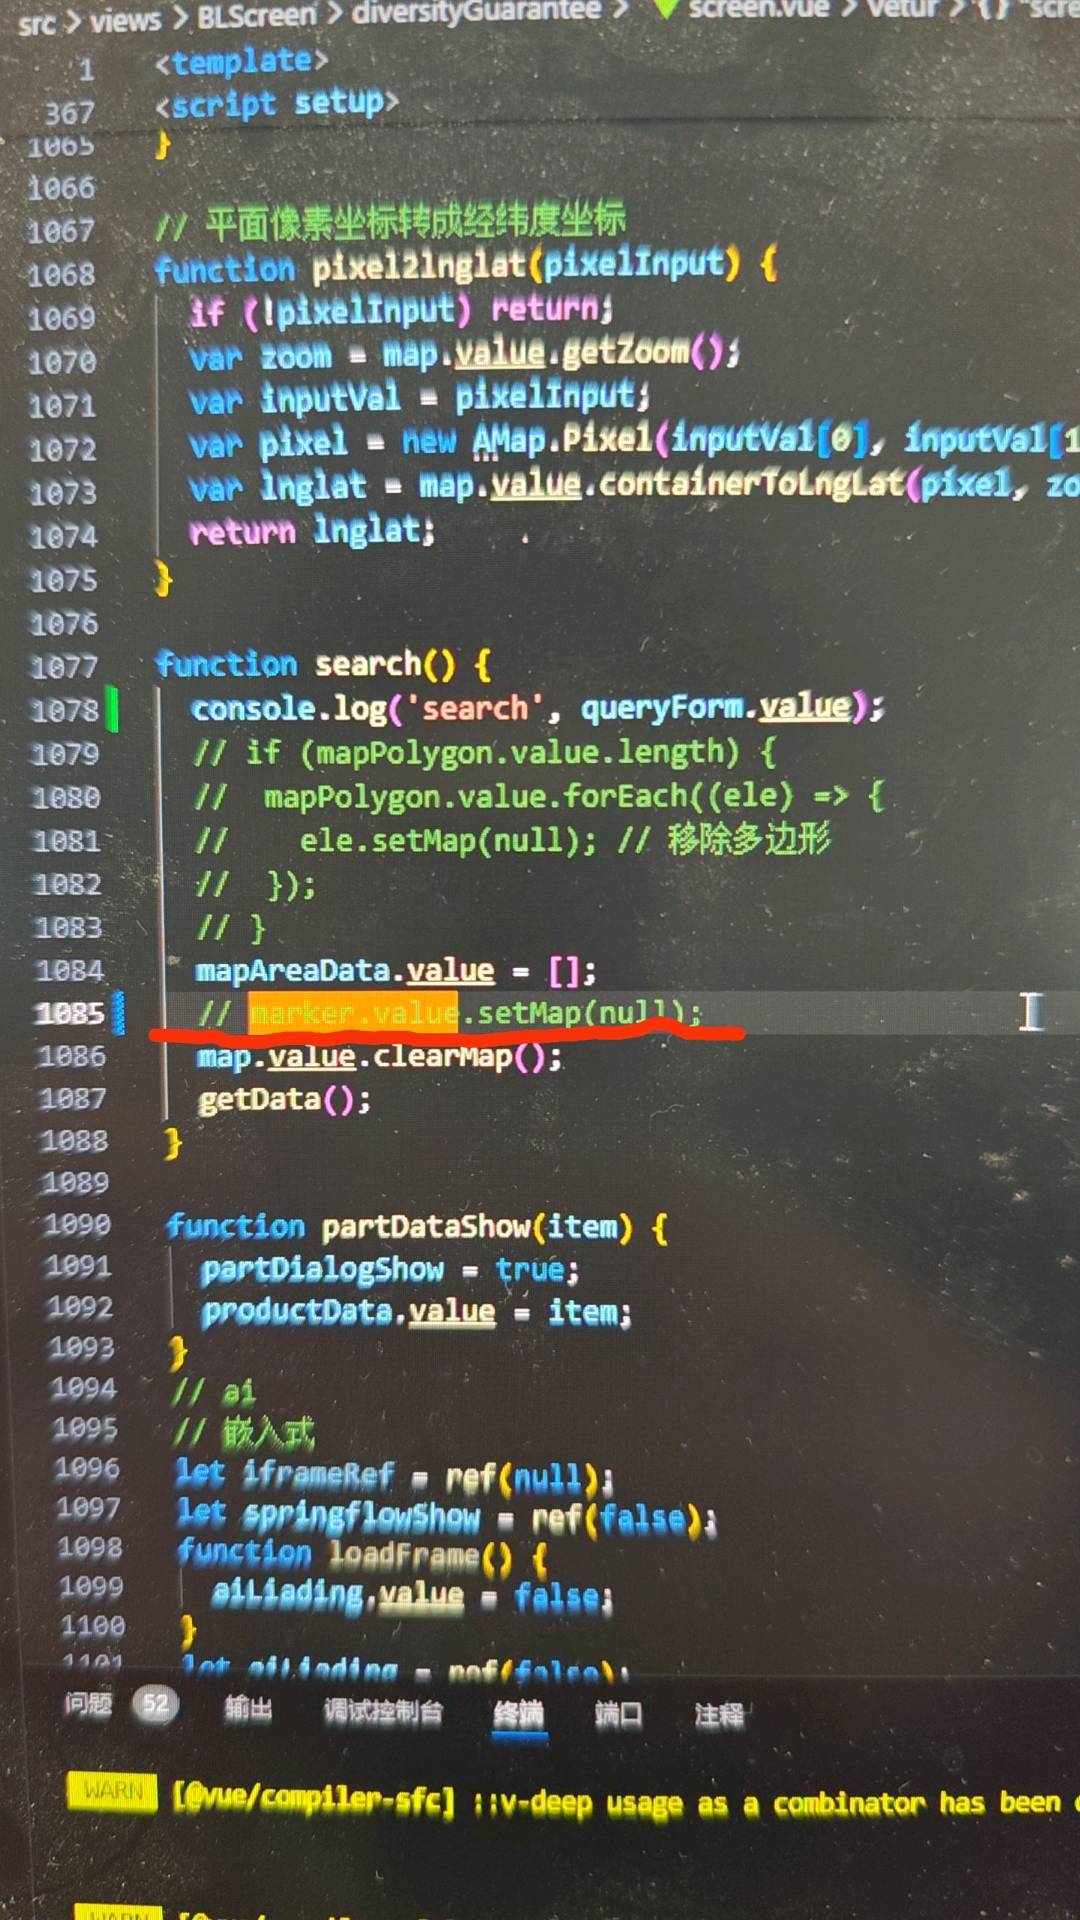 src > views > BLScreen > diversityGuarantee > screen.vue > Vetur > {} "scre
1 <template>
367 <script setup>
1065 }
1066
1067 // 平面像素坐标转成经纬度坐标
1068 function pixel2lnglat(pixelInput) {
1069 if (!pixelInput) return;
1070 var zoom = map.value.getZoom();
1071 var inputVal = pixelInput;
1072 var pixel = new AMap.Pixel(inputVal[0], inputVal[1
1073 var lnglat = map.value.containerToLngLat(pixel, zo
1074 return lnglat;
1075 }
1076
1077 function search() {
1078 console.log('search', queryForm.value);
1079 // if (mapPolygon.value.length) {
1080 // mapPolygon.value.forEach((ele) => {
1081 // ele.setMap(null); // 移除多边形
1082 // });
1083 // }
1084 mapAreaData.value = [];
1085 // marker.value.setMap(null);
1086 map.value.clearMap();
1087 getData();
1088 }
1089
1090 function partDataShow(item) {
1091 partDialogShow = true;
1092 productData.value = item;
1093 }
1094 // ai
1095 // 嵌入式
1096 let iframeRef = ref(null);
1097 let springflowShow = ref(false);
1098 function loadFrame() {
1099 aiLiading.value = false;
1100 }
1101 let aiLiading = ref(false);
问题 52 输出 调试控制台 终端 端口 注释
WARN [@vue/compiler-sfc] ::v-deep usage as a combinator has been
WARN